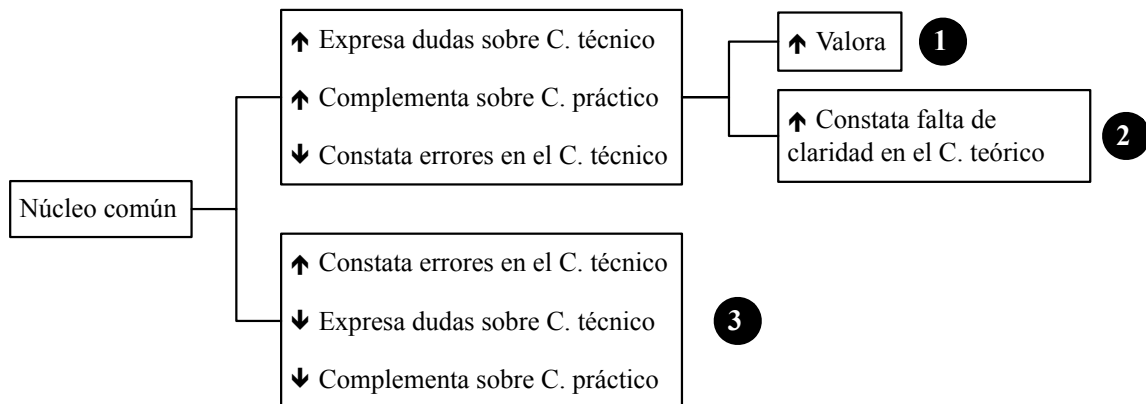 Núcleo común
↑ Expresa dudas sobre C. técnico
↑ Complementa sobre C. práctico
↓ Constata errores en el C. técnico
↑ Valora
1
↑ Constata falta de
claridad en el C. teórico
2
↑ Constata errores en el C. técnico
↓ Expresa dudas sobre C. técnico
↓ Complementa sobre C. práctico
3